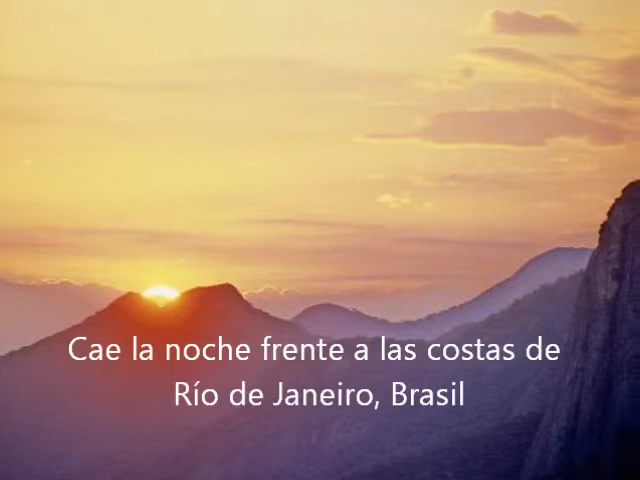 Cae la noche frente a las costas de
Río de Janeiro, Brasil